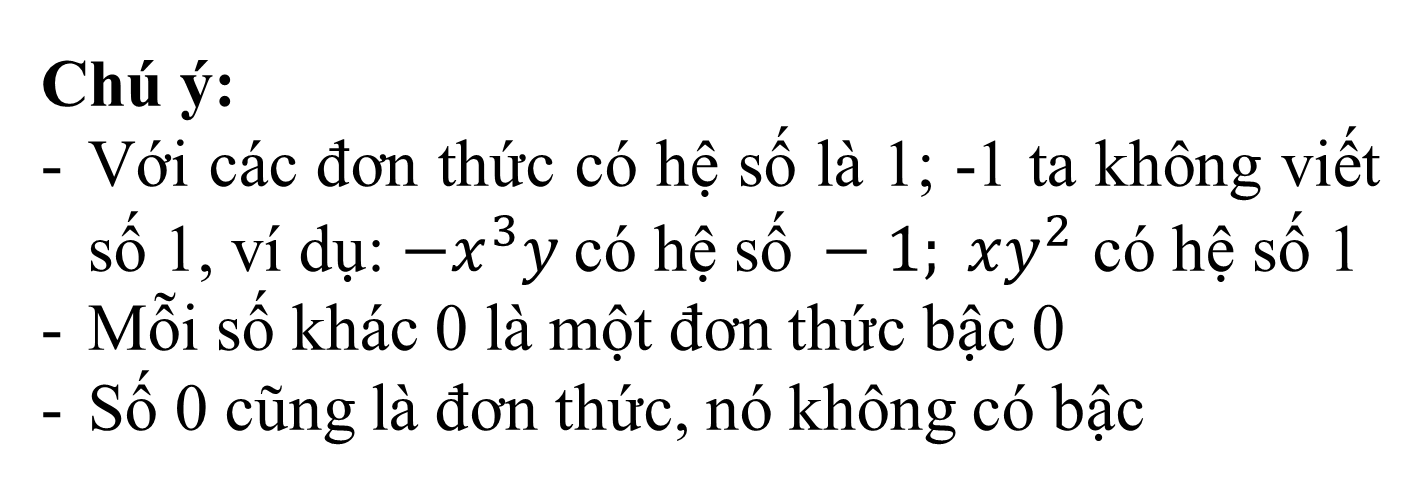 Chú ý:
- Với các đơn thức có hệ số là 1; -1 ta không viết
số 1, ví dụ: −x³y có hệ số − 1; xy² có hệ số 1
- Mỗi số khác 0 là một đơn thức bậc 0
- Số 0 cũng là đơn thức, nó không có bậc